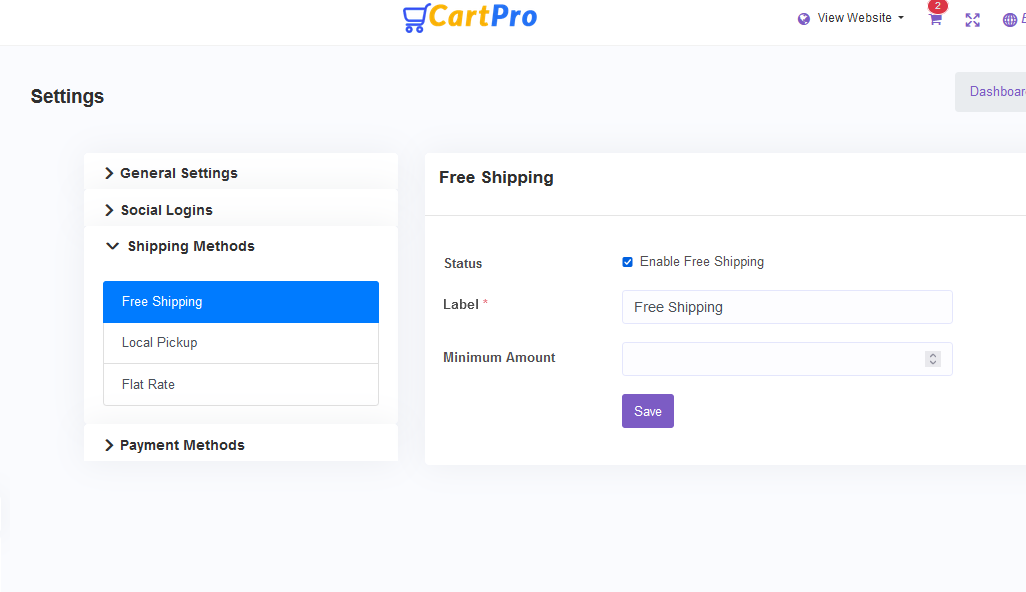 CartPro
View Website
2
Settings
General Settings
Social Logins
Shipping Methods
Free Shipping
Local Pickup
Flat Rate
Payment Methods
Free Shipping
Status
Enable Free Shipping
Label *
Free Shipping
Minimum Amount
Save